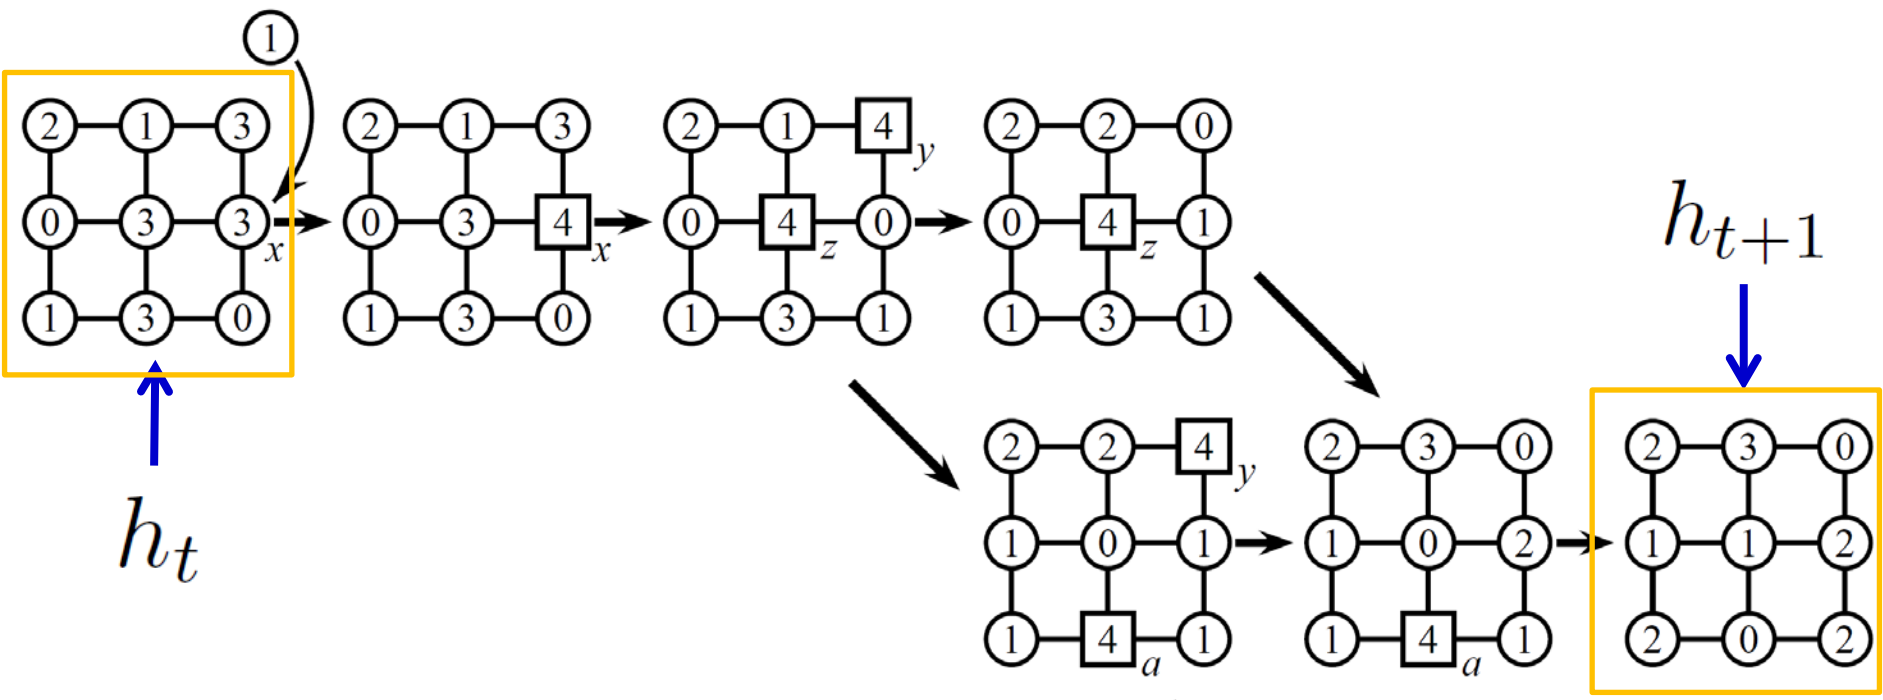 1
2 1 3 2 1 3 2 1 4 y 2 2 0
0 3 3 x 0 3 4 x 0 4 z 0 0 4 z 1
1 3 0 1 3 0 1 3 1 1 3 1
h_{t+1}
h_t
2 2 4 y 2 3 0 2 3 0
1 0 1 1 0 2 1 1 2
1 4 a 1 1 4 a 1 2 0 2